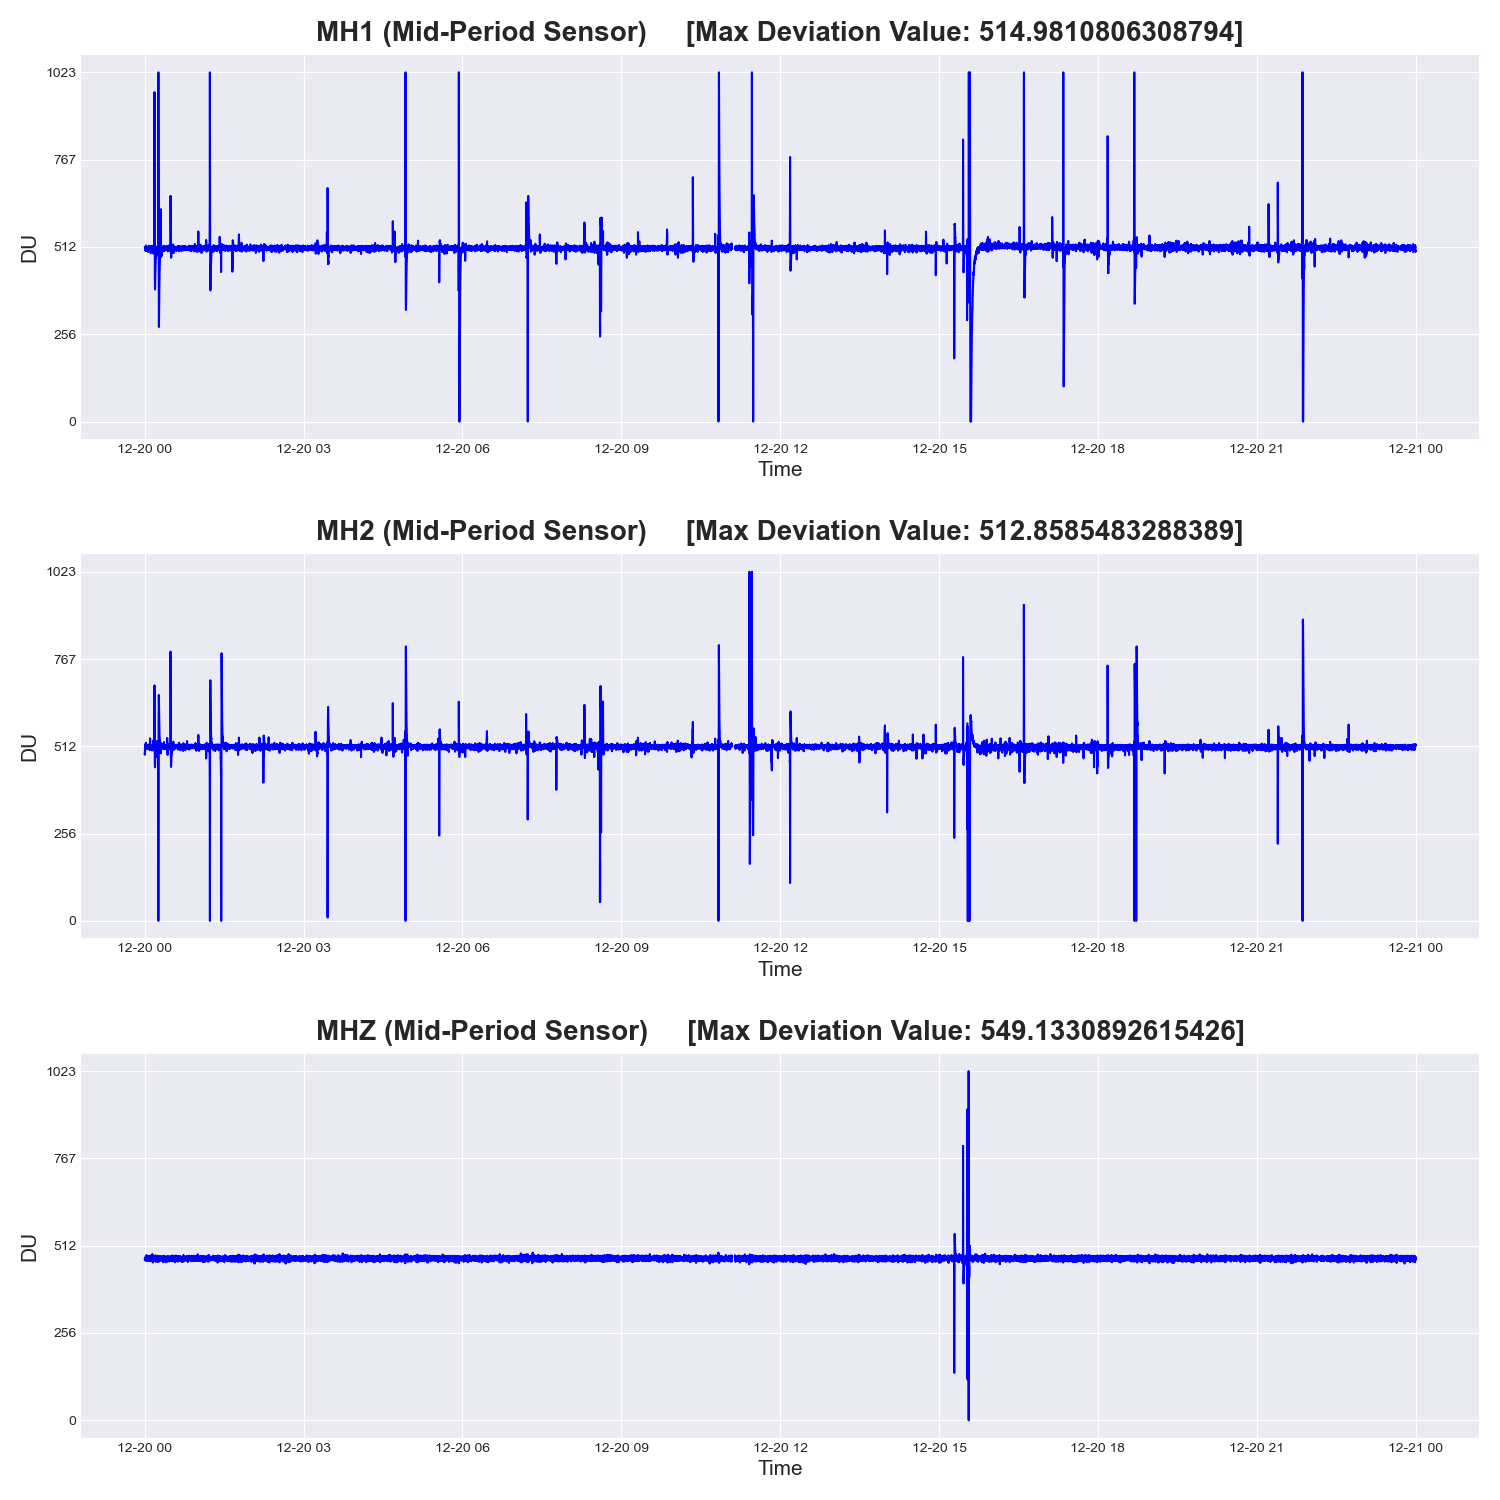 MH1 (Mid-Period Sensor) [Max Deviation Value: 514.9810806308794]
1023
767
512
256
0
DU
12-20 00 12-20 03 12-20 06 12-20 09 12-20 12 12-20 15 12-20 18 12-20 21 12-21 00
Time
MH2 (Mid-Period Sensor) [Max Deviation Value: 512.8585483288389]
1023
767
512
256
0
DU
12-20 00 12-20 03 12-20 06 12-20 09 12-20 12 12-20 15 12-20 18 12-20 21 12-21 00
Time
MHZ (Mid-Period Sensor) [Max Deviation Value: 549.1330892615426]
1023
767
512
256
0
DU
12-20 00 12-20 03 12-20 06 12-20 09 12-20 12 12-20 15 12-20 18 12-20 21 12-21 00
Time